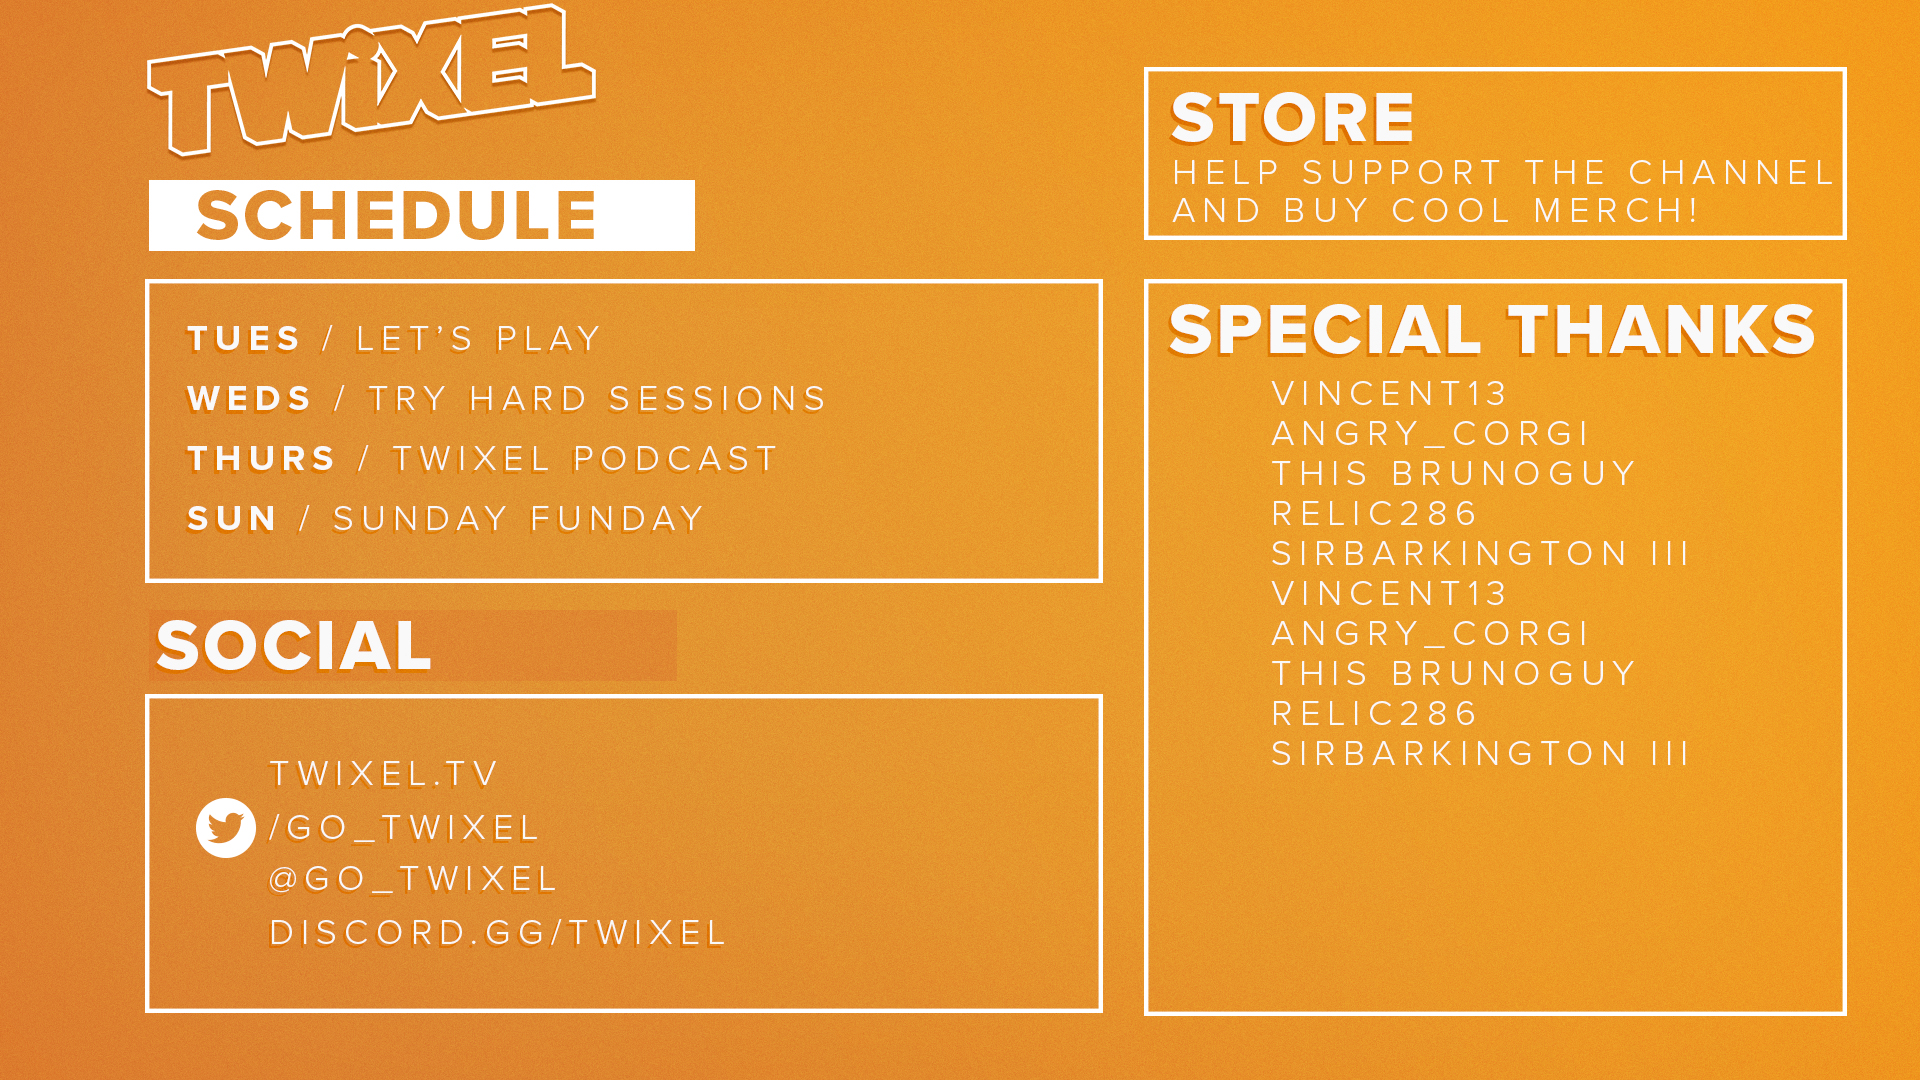 TWIXEL
SCHEDULE
TUES / LET’S PLAY
WEDS / TRY HARD SESSIONS
THURS / TWIXEL PODCAST
SUN / SUNDAY FUNDAY
SOCIAL
TWIXEL.TV
/GO_TWIXEL
@GO_TWIXEL
DISCORD.GG/TWIXEL
STORE
HELP SUPPORT THE CHANNEL
AND BUY COOL MERCH!
SPECIAL THANKS
VINCENT13
ANGRY_CORGI
THIS BRUNOGUY
RELIC286
SIRBARKINGTON III
VINCENT13
ANGRY_CORGI
THIS BRUNOGUY
RELIC286
SIRBARKINGTON III